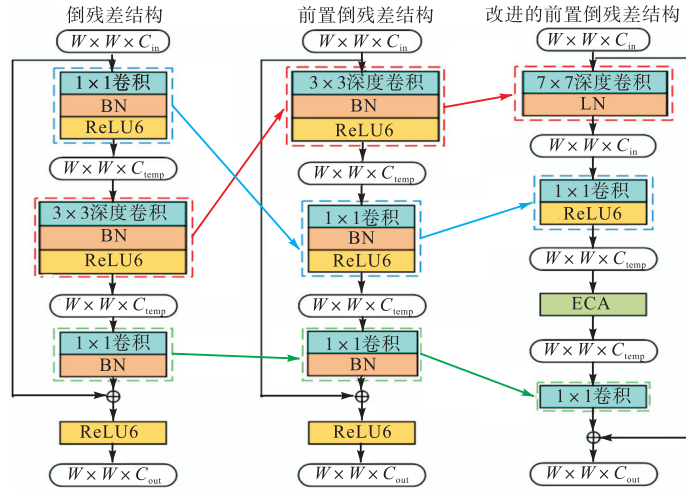 倒残差结构
W×W×C_in
1×1卷积
BN
ReLU6
W×W×C_temp
3×3深度卷积
BN
ReLU6
W×W×C_temp
1×1卷积
BN
ReLU6
W×W×C_out
前置倒残差结构
W×W×C_in
3×3深度卷积
BN
ReLU6
W×W×C_temp
1×1卷积
BN
ReLU6
W×W×C_temp
1×1卷积
BN
ReLU6
W×W×C_out
改进的前置倒残差结构
W×W×C_in
7×7深度卷积
LN
W×W×C_in
1×1卷积
ReLU6
W×W×C_temp
ECA
W×W×C_temp
1×1卷积
W×W×C_out